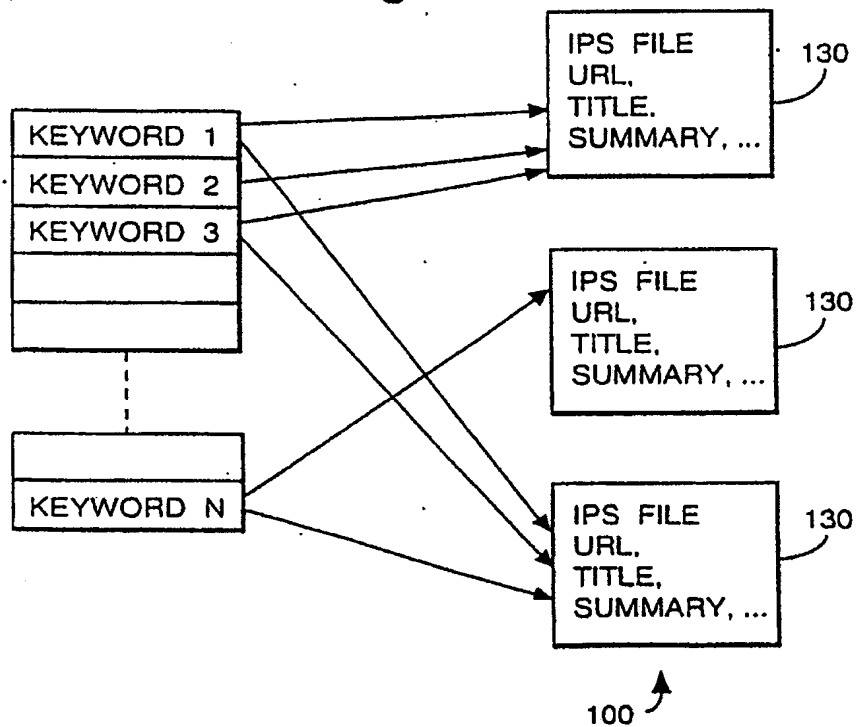 KEYWORD 1
KEYWORD 2
KEYWORD 3
KEYWORD N
IPS FILE
URL,
TITLE,
SUMMARY, ...
130
IPS FILE
URL,
TITLE,
SUMMARY, ...
130
IPS FILE
URL,
TITLE,
SUMMARY, ...
130
100